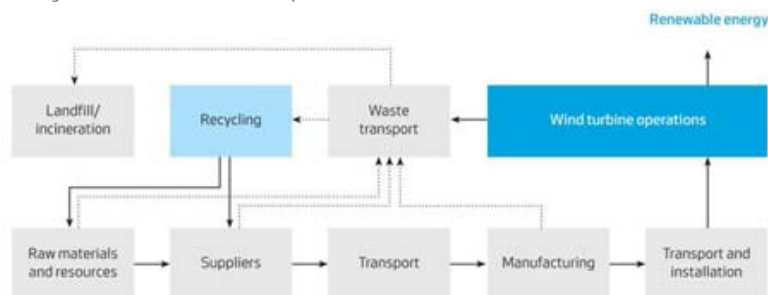 Renewable energy
Landfill/
incineration
Recycling
Waste
transport
Wind turbine operations
Raw materials
and resources
Suppliers
Transport
Manufacturing
Transport and
installation